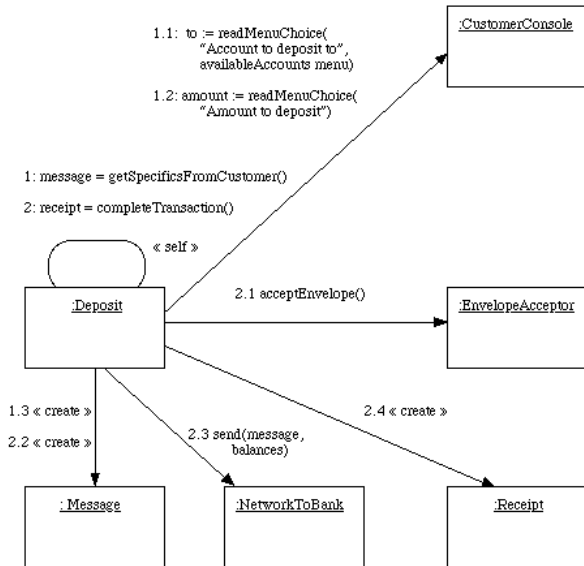 1.1:  to := readMenuChoice(
"Account to deposit to",
availableAccounts menu)
:CustomerConsole
1.2: amount := readMenuChoice(
"Amount to deposit")
1: message = getSpecificsFromCustomer()
2: receipt = completeTransaction()
« self »
:Deposit
2.1 acceptEnvelope()
:EnvelopeAcceptor
1.3 « create »
2.2 « create »
2.3 send(message,
balances)
2.4 « create »
: Message
:NetworkToBank
:Receipt